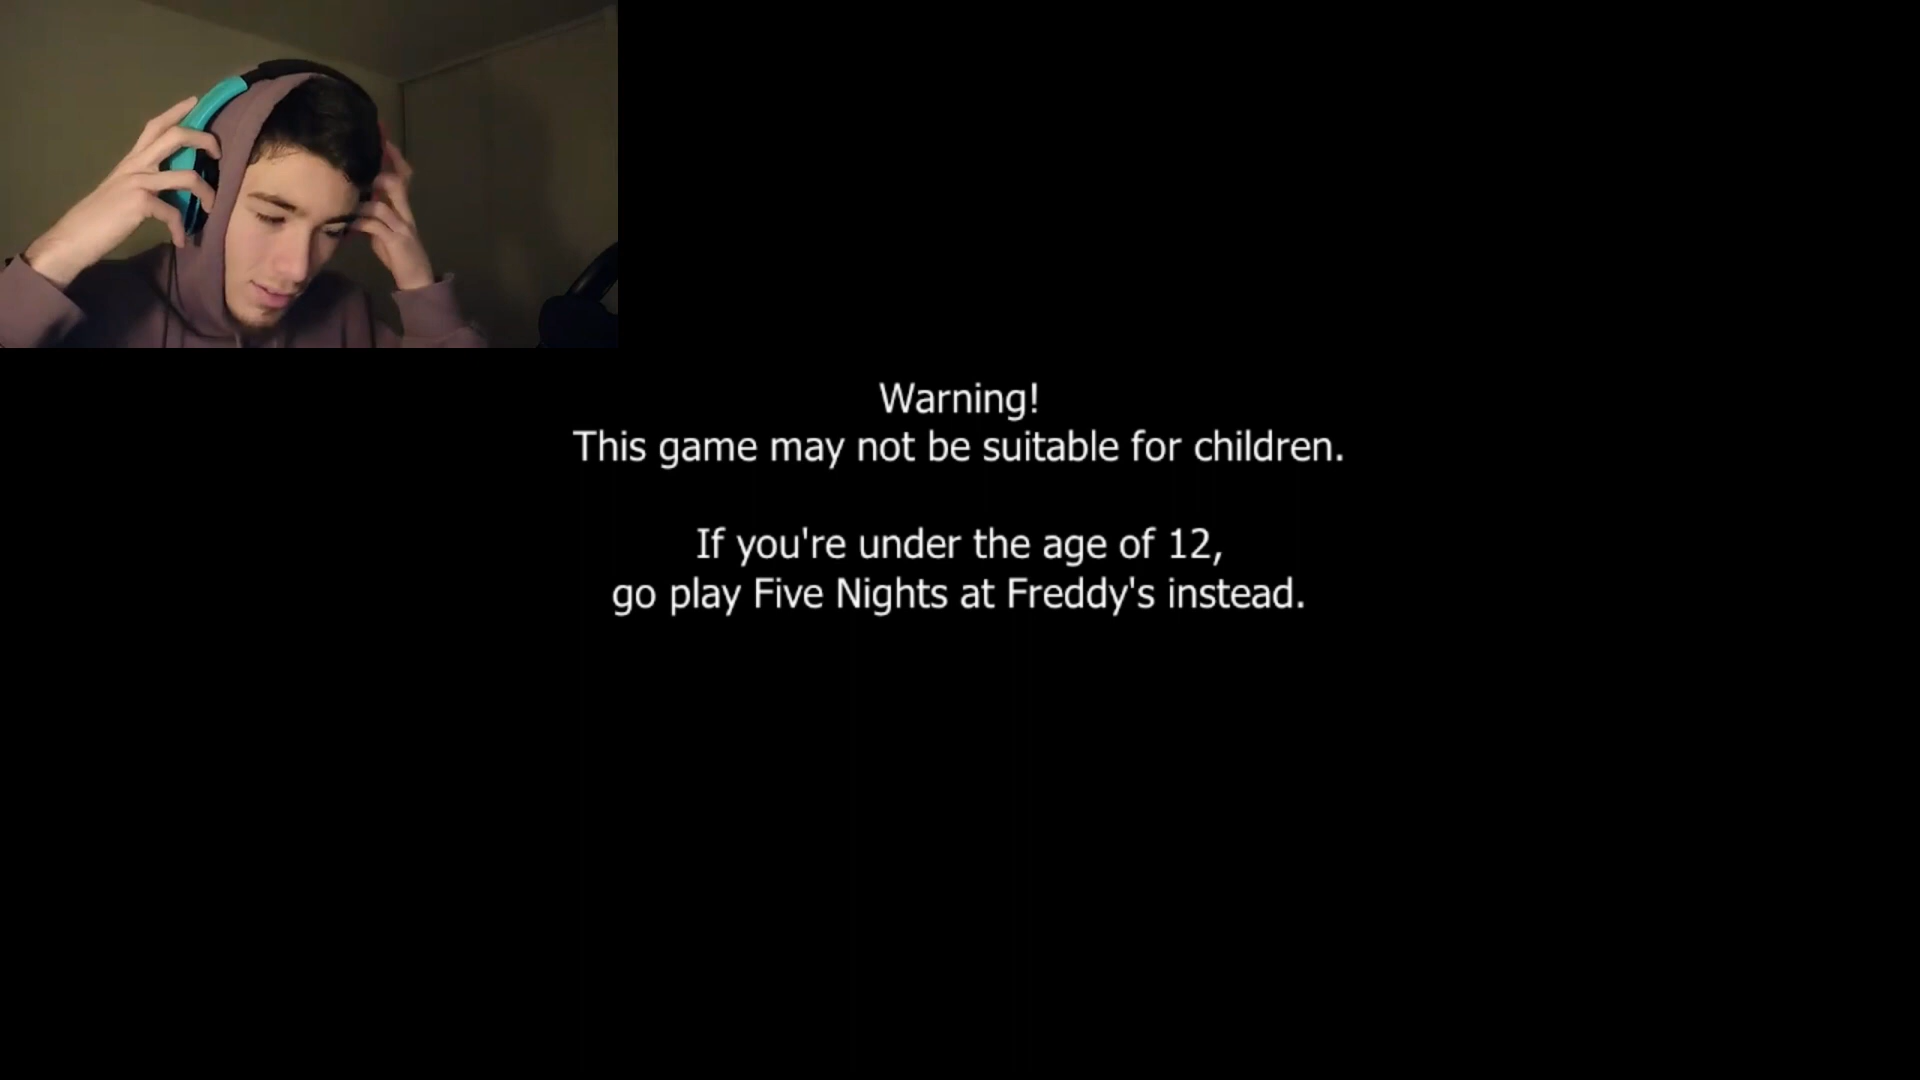 Warning!
This game may not be suitable for children.
If you're under the age of 12,
go play Five Nights at Freddy's instead.